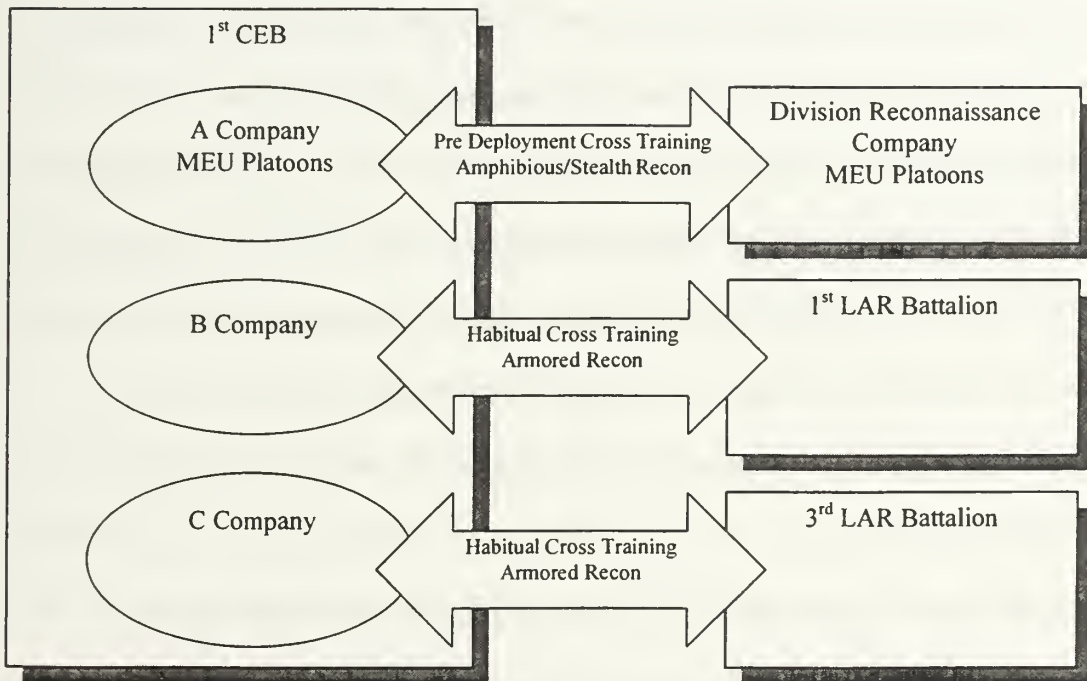 1st CEB
A Company
MEU Platoons
Pre Deployment Cross Training
Amphibious/Stealth Recon
Division Reconnaissance
Company
MEU Platoons
B Company
Habitual Cross Training
Armored Recon
1st LAR Battalion
C Company
Habitual Cross Training
Armored Recon
3rd LAR Battalion